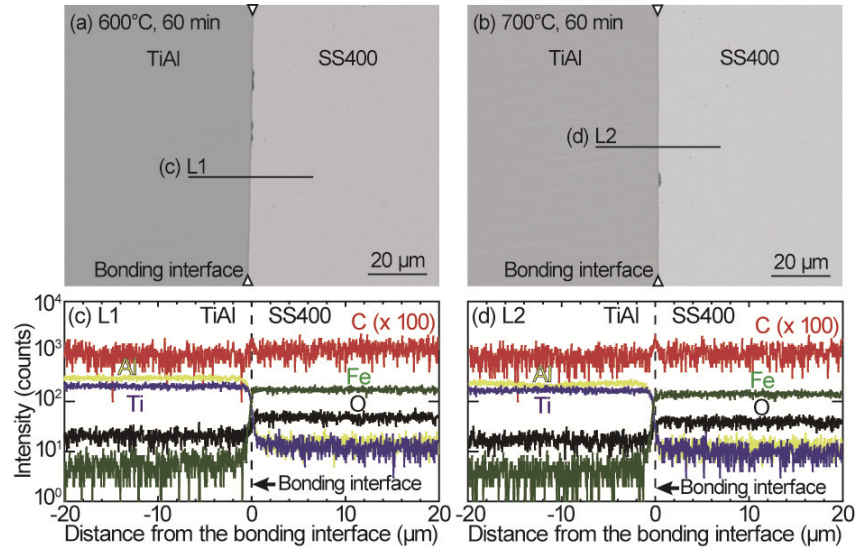 (a) 600°C, 60 min
TiAl
SS400
(c) L1
Bonding interface
20 µm
(b) 700°C, 60 min
TiAl
SS400
(d) L2
Bonding interface
20 µm
(c) L1
TiAl
SS400
C (x 100)
Al
Ti
Fe
O
Bonding interface
10⁴
10³
10²
10¹
10⁰
Intensity (counts)
-20 -10 0 10 20
Distance from the bonding interface (µm)
(d) L2
TiAl
SS400
C (x 100)
Al
Ti
Fe
O
Bonding interface
-20 -10 0 10 20
Distance from the bonding interface (µm)